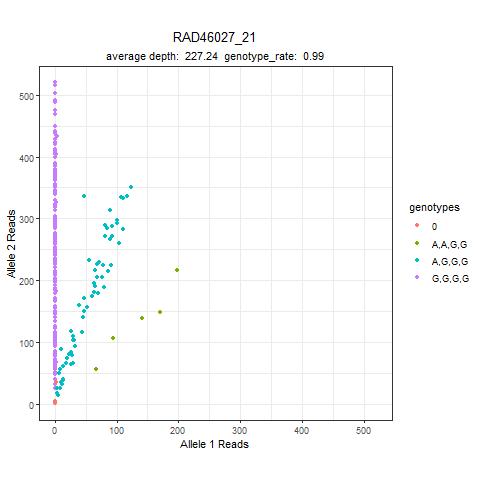 RAD46027_21
average depth: 227.24 genotype_rate: 0.99
Allele 2 Reads
500
400
300
200
100
0
0 100 200 300 400 500
Allele 1 Reads
genotypes
0
A,A,G,G
A,G,G,G
G,G,G,G